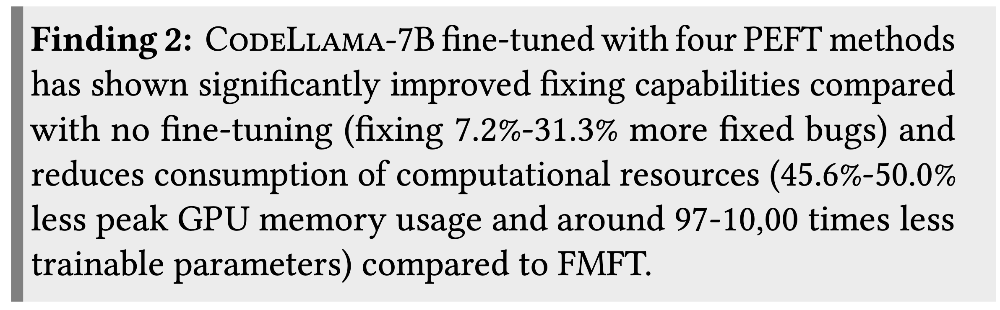 Finding 2: CodeLlama-7B fine-tuned with four PEFT methods
has shown significantly improved fixing capabilities compared
with no fine-tuning (fixing 7.2%-31.3% more fixed bugs) and
reduces consumption of computational resources (45.6%-50.0%
less peak GPU memory usage and around 97-10,00 times less
trainable parameters) compared to FMFT.